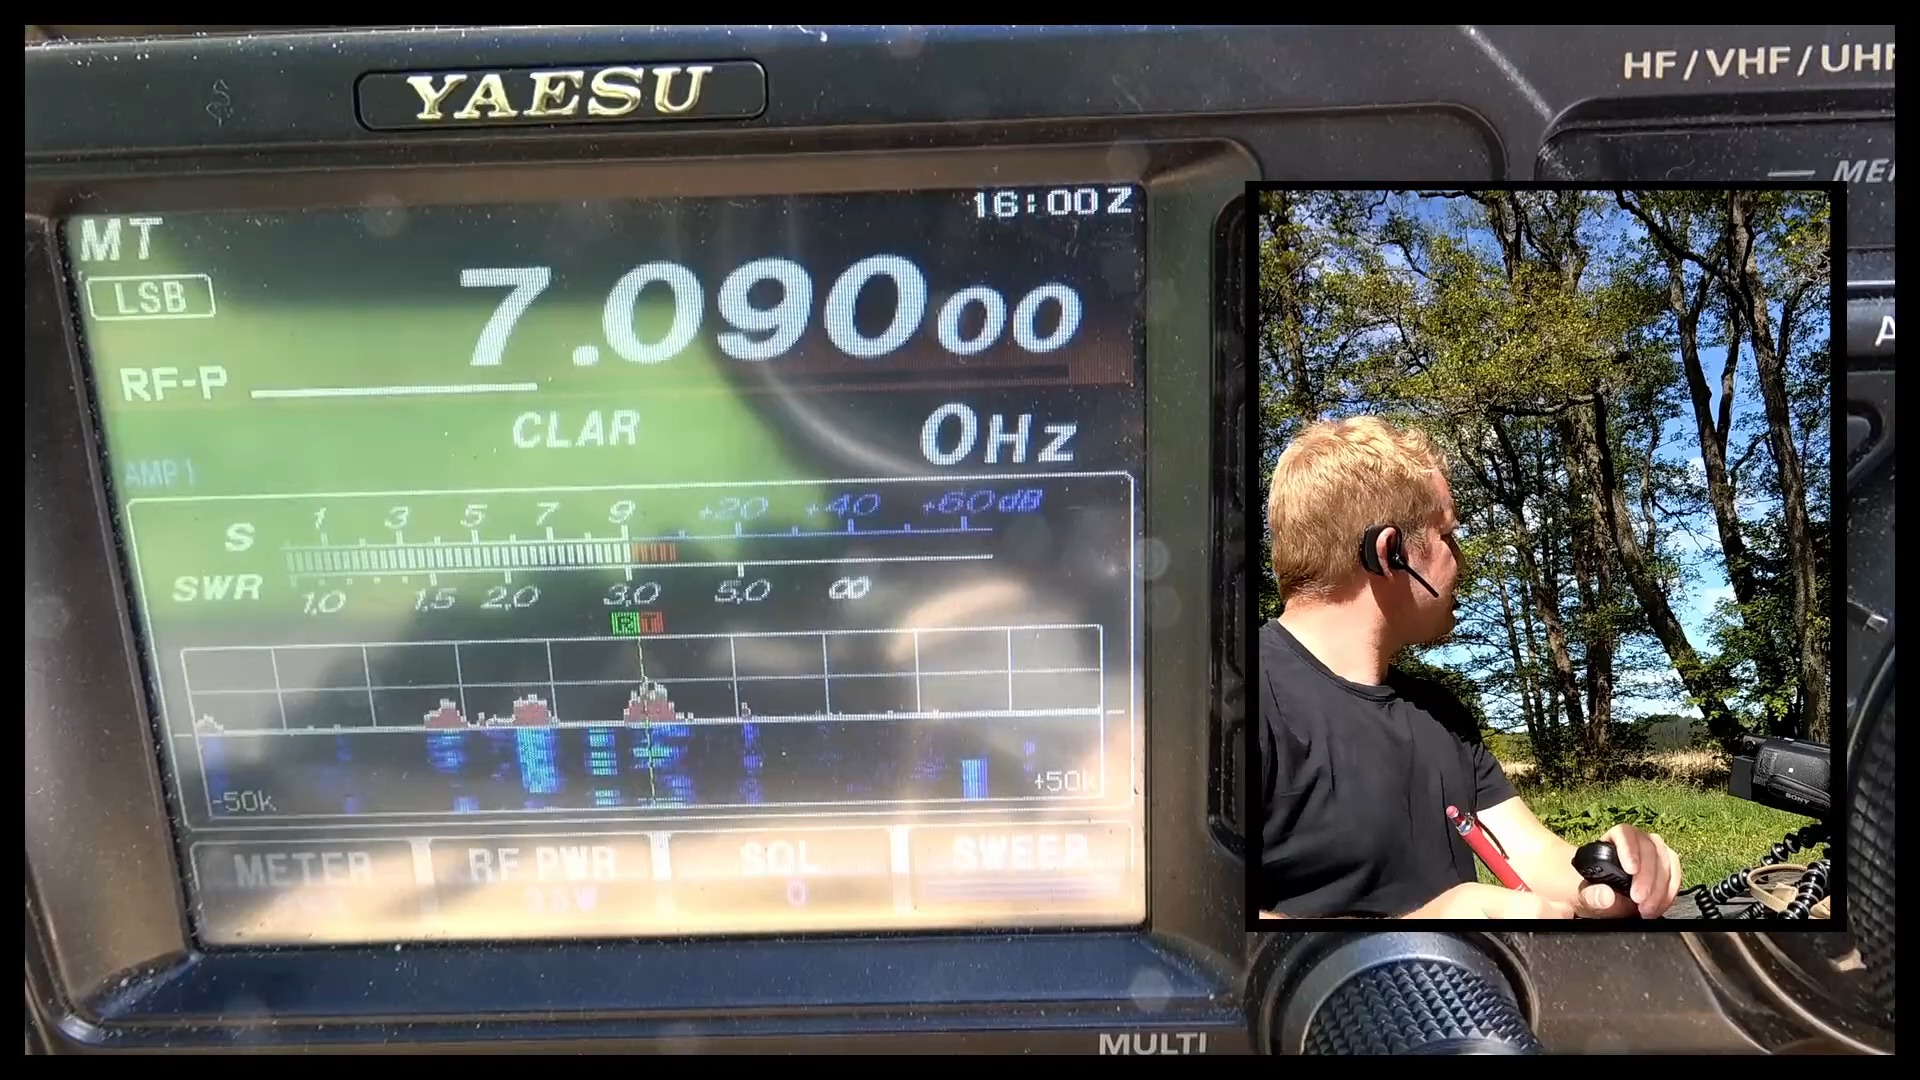 YAESU
HF/VHF/UHF
16:00Z
MT
LSB
7.09000
RF-P
CLAR 0Hz
AMP1
S 1 3 5 7 9 +20 +40 +60dB
SWR 1,0 1,5 2,0 3,0 5,0 ∞
-50k +50k
METER RF PWR SQL SWEEP
0
SONY
MULTI